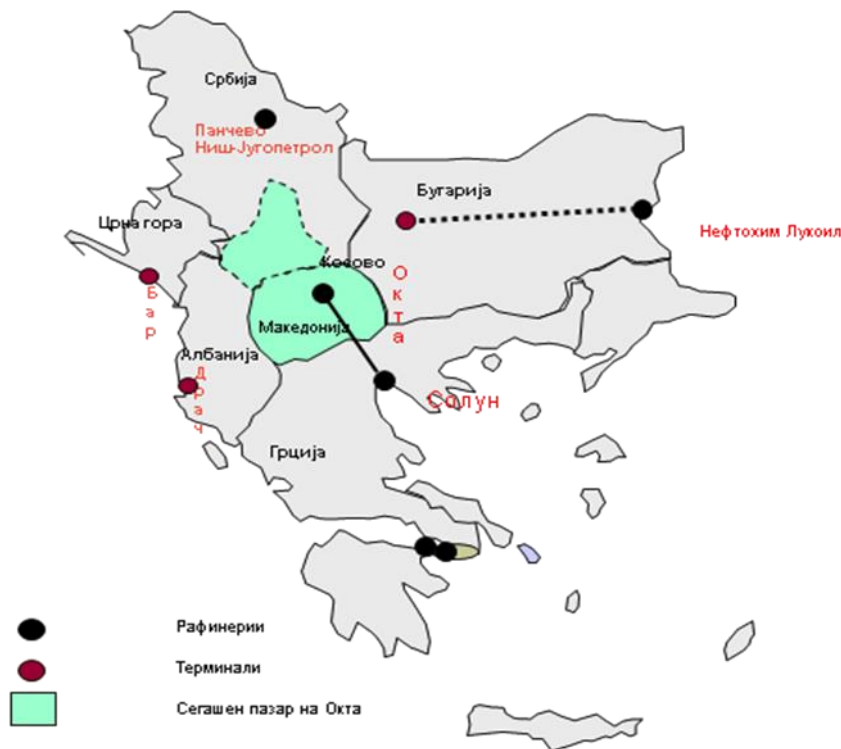 Србија
Панчево
Ниш-Југопетрол
Бугарија
Црна гора
Нефтохим Лукоил
Косово
Окта
Бар
Македонија
Албанија
Драч
Солун
Грција
Рафинерии
Терминали
Сегашен пазар на Окта